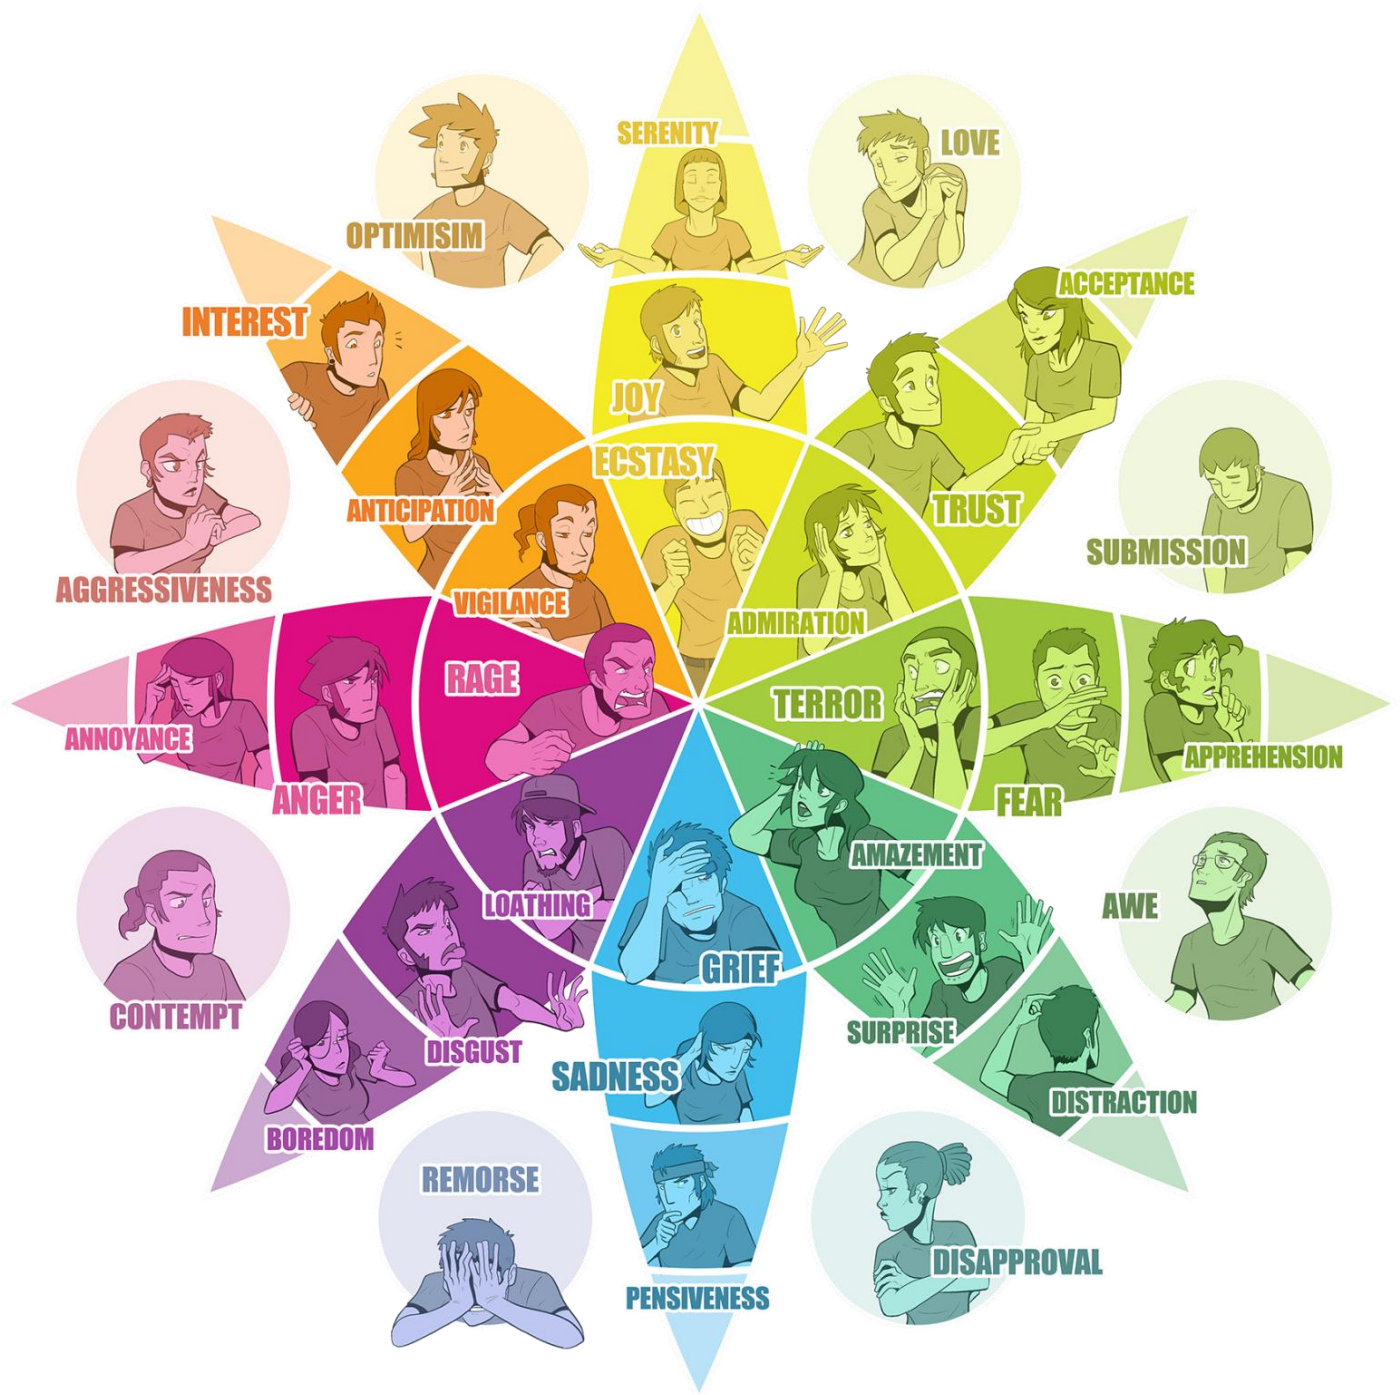 SERENITY
LOVE
OPTIMISIM
ACCEPTANCE
INTEREST
JOY
ECSTASY
ANTICIPATION
TRUST
SUBMISSION
AGGRESSIVENESS
VIGILANCE
ADMIRATION
RAGE
TERROR
ANNOYANCE
APPREHENSION
ANGER
FEAR
AMAZEMENT
LOATHING
AWE
GRIEF
CONTEMPT
SURPRISE
DISGUST
SADNESS
DISTRACTION
BOREDOM
REMORSE
DISAPPROVAL
PENSIVENESS